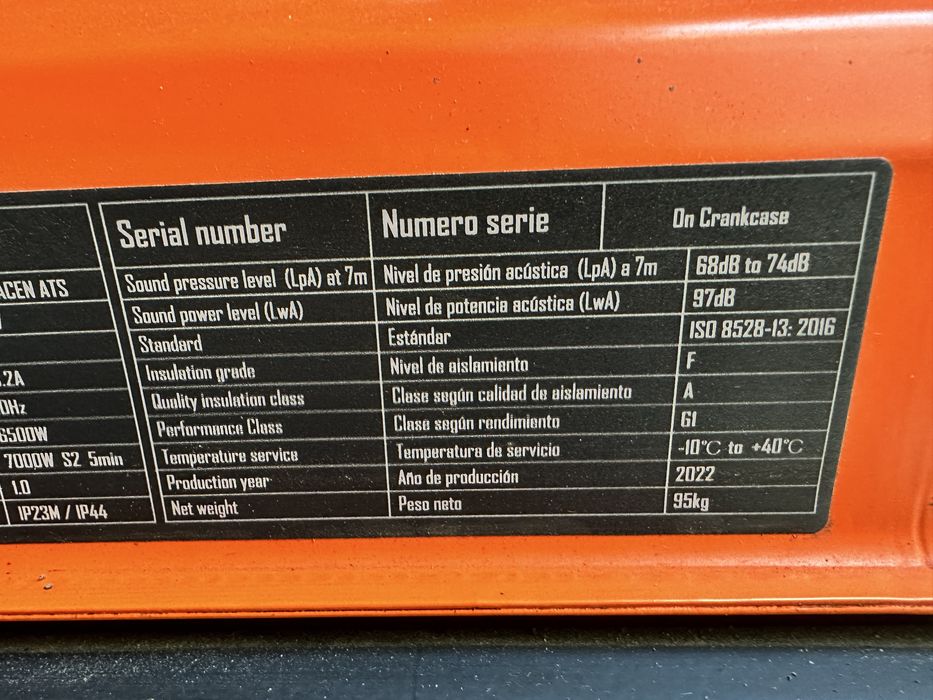 ACEN ATS
.2A
0Hz
6500W
7000W S2 5min
1.0
IP23M / IP44
Serial number Numero serie On Crankcase
Sound pressure level (LpA) at 7m Nivel de presión acústica (LpA) a 7m 68dB to 74dB
Sound power level (LwA) Nivel de potencia acústica (LwA) 97dB
Standard Estándar ISO 8528-13: 2016
Insulation grade Nivel de aislamiento F
Quality insulation class Clase según calidad de aislamiento A
Performance Class Clase según rendimiento G1
Temperature service Temperatura de servicio -10°C to +40°C
Production year Año de producción 2022
Net weight Peso neto 95kg